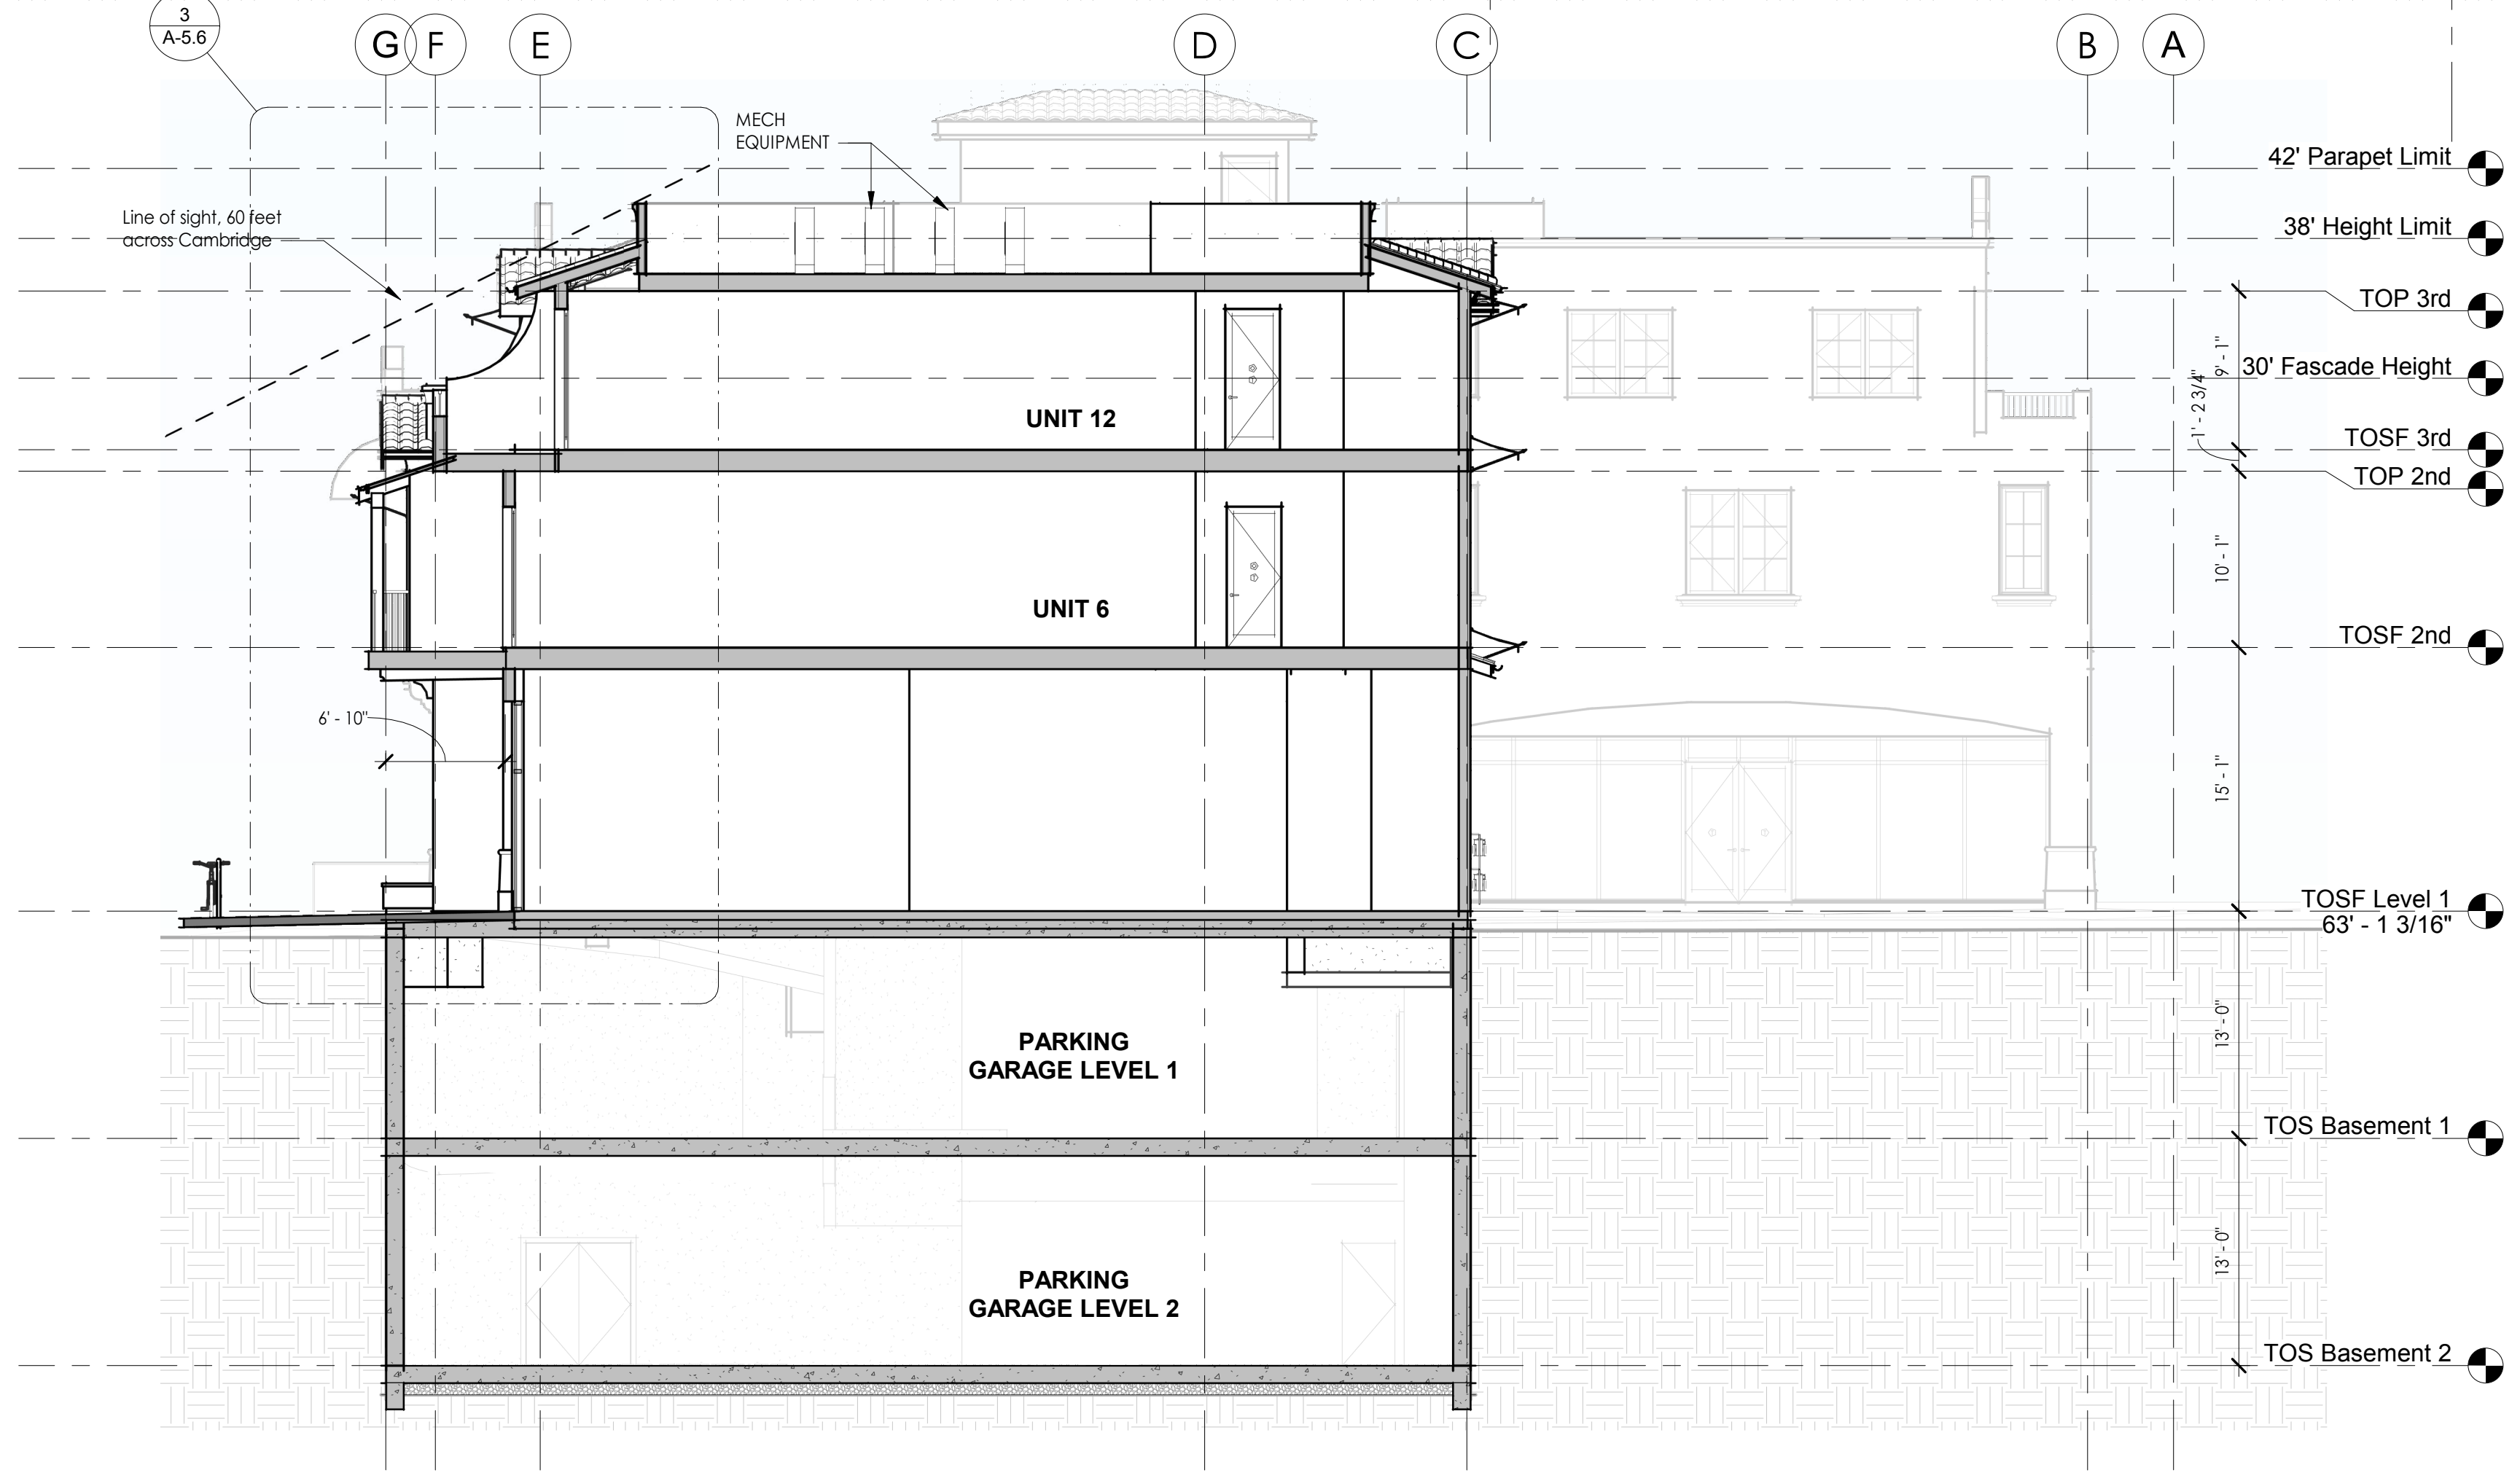 3
A-5.6
G
F
E
D
C
B
A
MECH
EQUIPMENT
Line of sight, 60 feet
across Cambridge
42' Parapet Limit
38' Height Limit
TOP 3rd
9' - 1"
30' Fascade Height
1' - 2 3/4"
UNIT 12
TOSF 3rd
TOP 2nd
10' - 1"
UNIT 6
TOSF 2nd
6' - 10"
15' - 1"
TOSF Level 1
63' - 1 3/16"
13' - 0"
PARKING
GARAGE LEVEL 1
TOS Basement 1
13' - 0"
PARKING
GARAGE LEVEL 2
TOS Basement 2